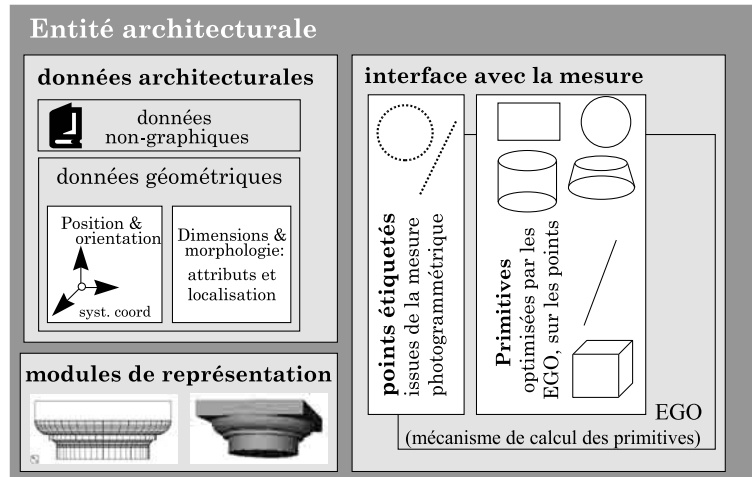 Entité architecturale
données architecturales
données
non-graphiques
données géométriques
Position &
orientation
syst. coord
Dimensions &
morphologie:
attributs et
localisation
modules de représentation
interface avec la mesure
points étiquetés
issues de la mesure
photogrammétrique
Primitives
optimisées par les
EGO, sur les points
EGO
(mécanisme de calcul des primitives)